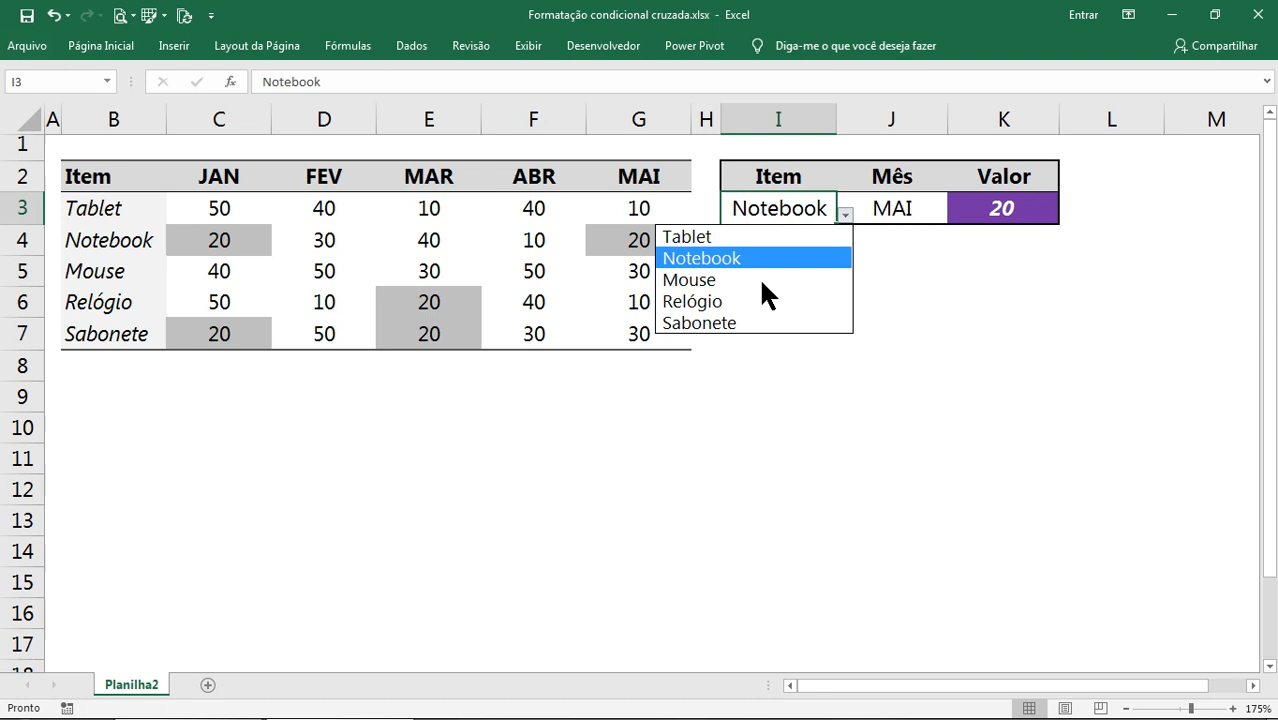 Formatação condicional cruzada.xlsx - Excel
Entrar
Arquivo Página Inicial Inserir Layout da Página Fórmulas Dados Revisão Exibir Desenvolvedor Power Pivot Diga-me o que você deseja fazer Compartilhar
I3 fx Notebook
A B C D E F G H I J K L M
1
2 Item JAN FEV MAR ABR MAI Item Mês Valor
3 Tablet 50 40 10 40 10 Notebook MAI 20
4 Notebook 20 30 40 10 20
5 Mouse 40 50 30 50 30
6 Relógio 50 10 20 40 10
7 Sabonete 20 50 20 30 30
Tablet
Notebook
Mouse
Relógio
Sabonete
8
9
10
11
12
13
14
15
16
17
18
Planilha2
Pronto 175%